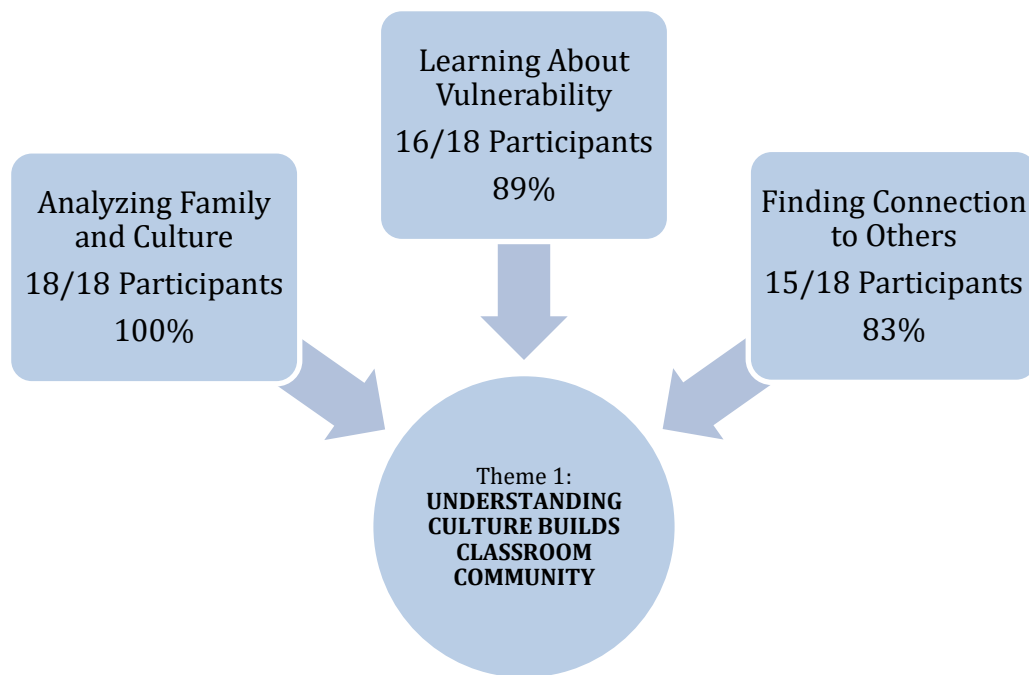 Analyzing Family
and Culture
18/18 Participants
100%
Learning About
Vulnerability
16/18 Participants
89%
Finding Connection
to Others
15/18 Participants
83%
Theme 1:
UNDERSTANDING
CULTURE BUILDS
CLASSROOM
COMMUNITY